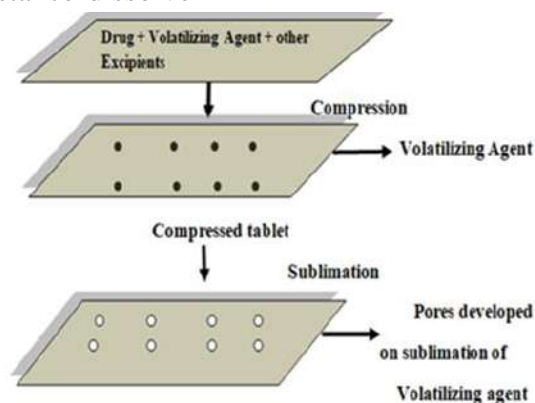 Drug + Volatilizing Agent + other
Excipients
Compression
Volatilizing Agent
Compressed tablet
Sublimation
Pores developed
on sublimation of
Volatilizing agent